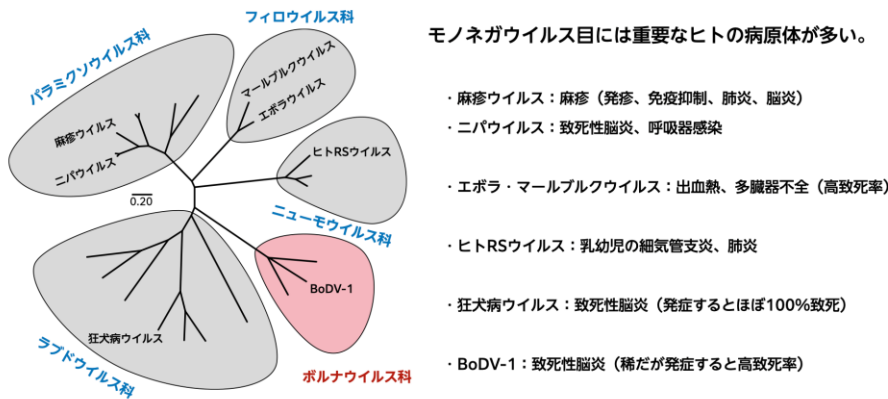 フィロウイルス科
パラミクソウイルス科
マールブルクウイルス
エボラウイルス
麻疹ウイルス
ニパウイルス
ヒトRSウイルス
0.20
ニューモウイルス科
BoDV-1
狂犬病ウイルス
ラブドウイルス科
ボルナウイルス科
モノネガウイルス目には重要なヒトの病原体が多い。
・麻疹ウイルス：麻疹（発疹、免疫抑制、肺炎、脳炎）
・ニパウイルス：致死性脳炎、呼吸器感染
・エボラ・マールブルクウイルス：出血熱、多臓器不全（高致死率）
・ヒトRSウイルス：乳幼児の細気管支炎、肺炎
・狂犬病ウイルス：致死性脳炎（発症するとほぼ100%致死）
・BoDV-1：致死性脳炎（稀だが発症すると高致死率）